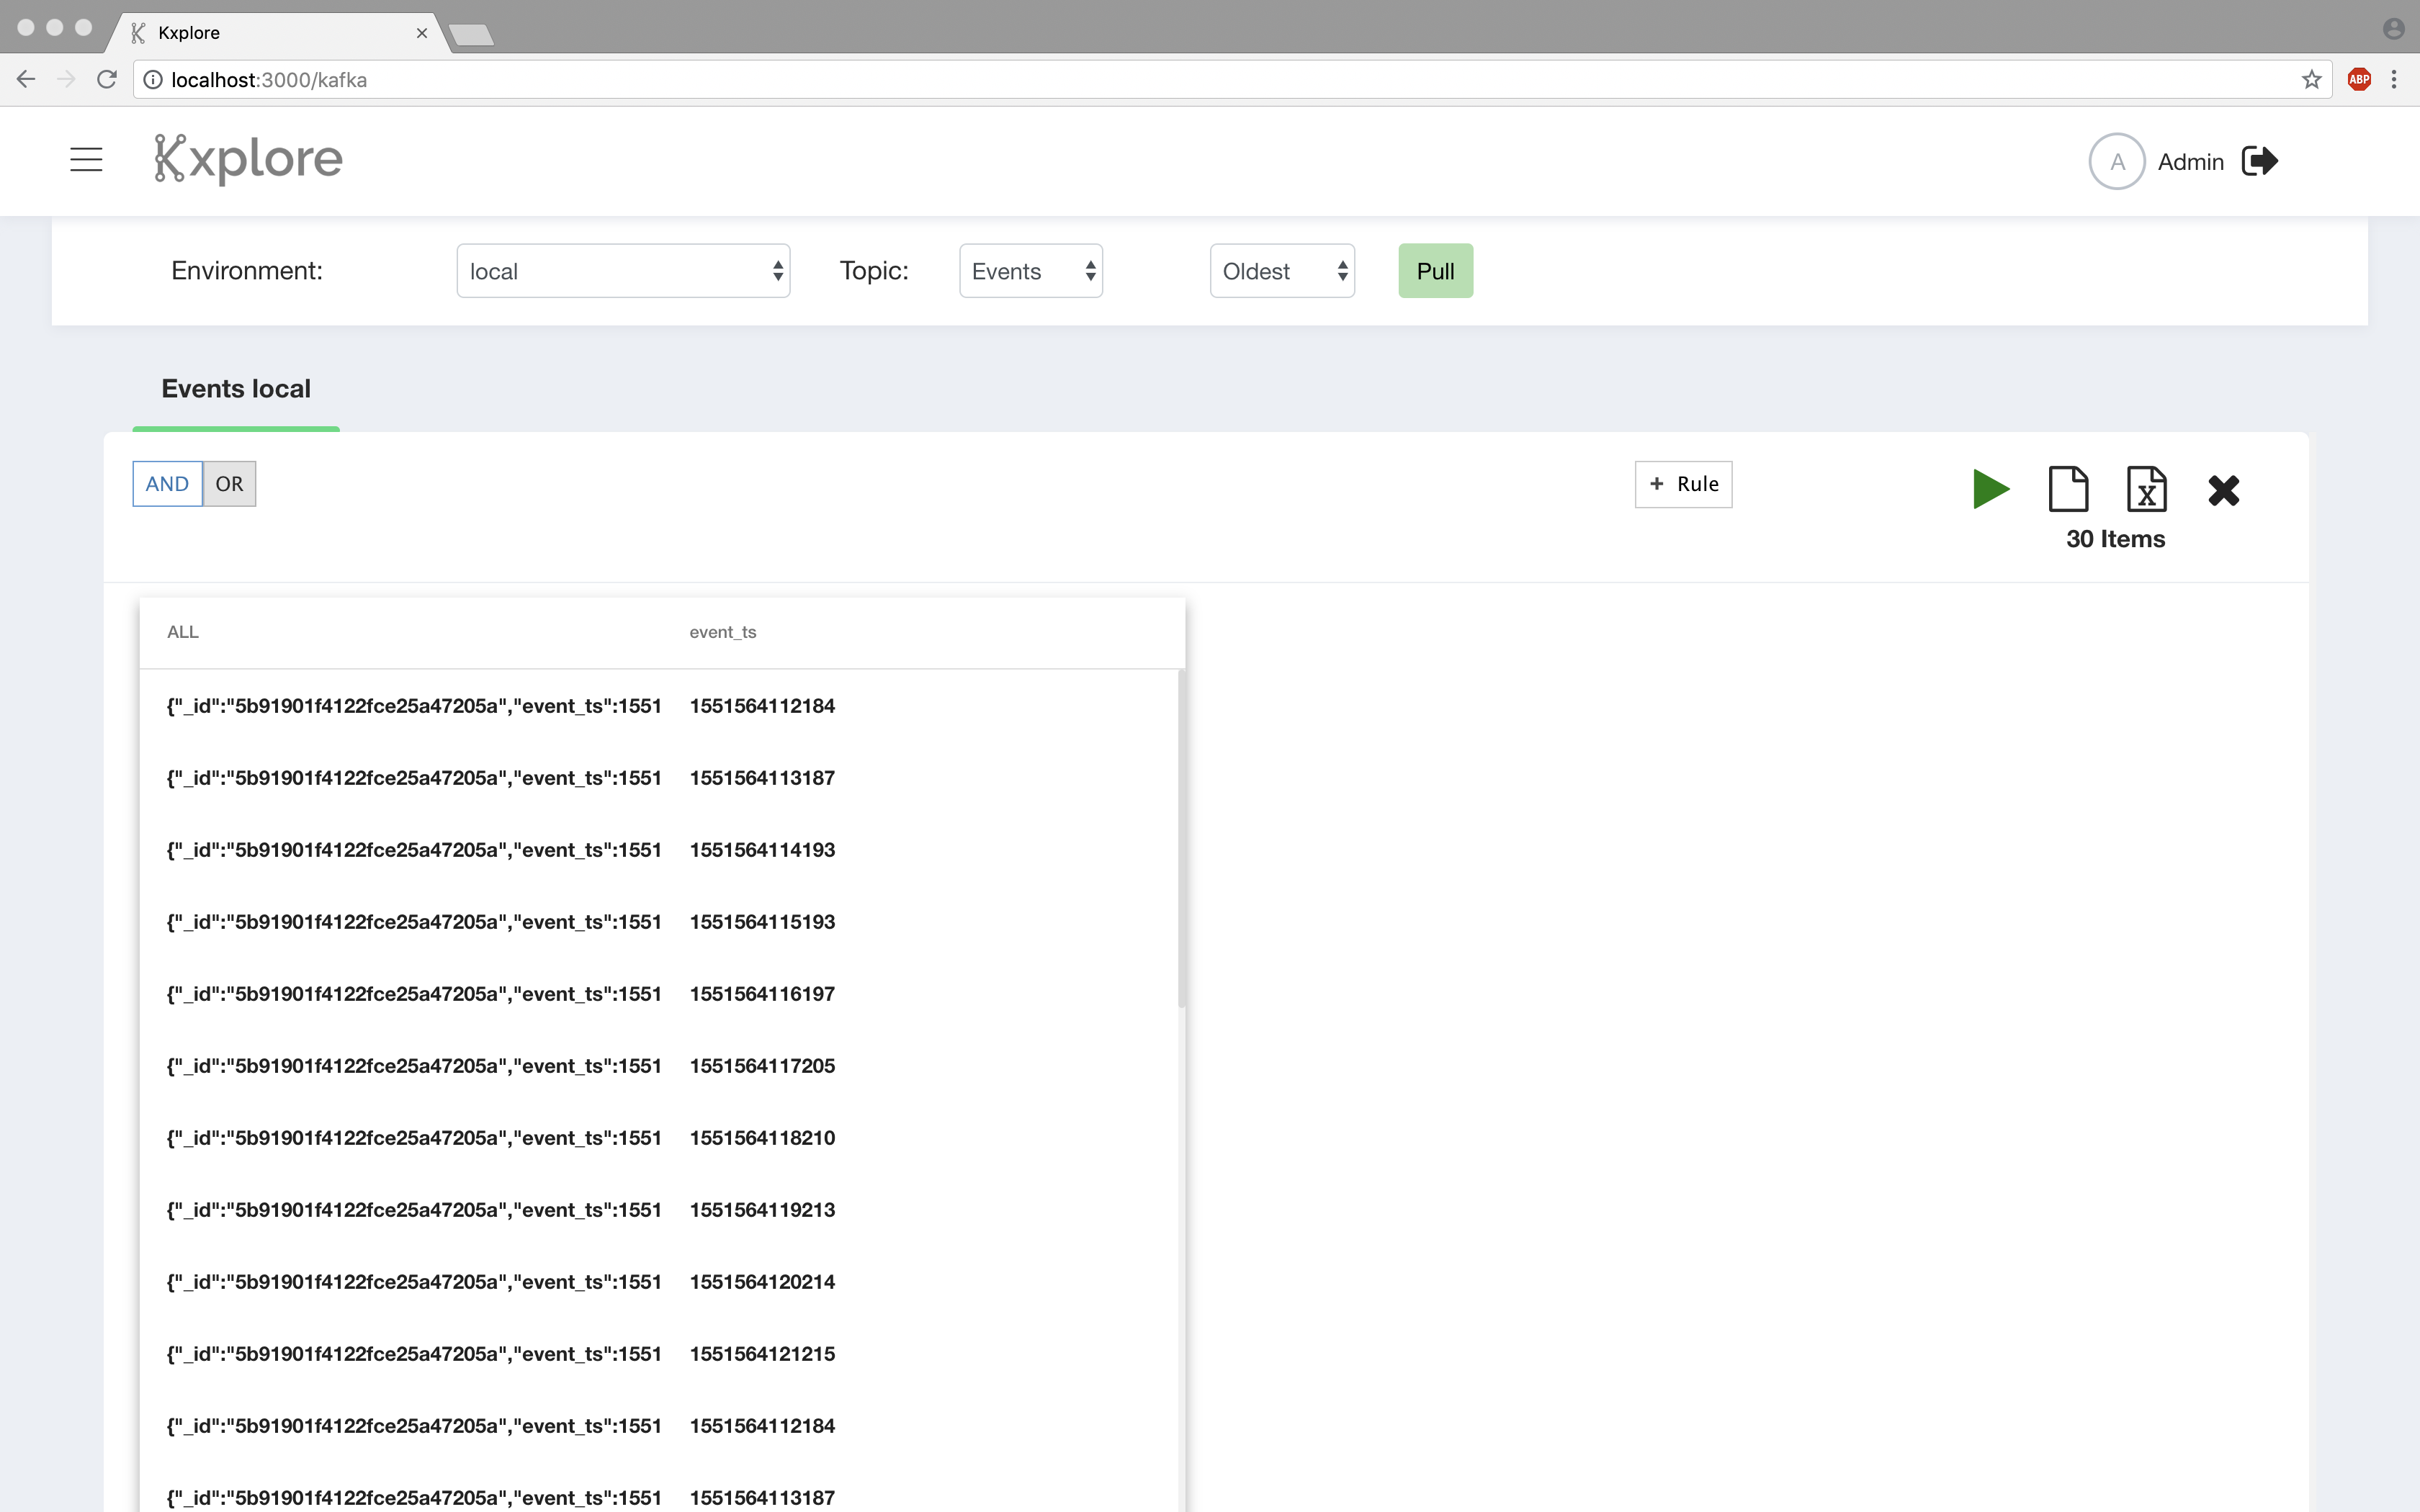 Kxplore
localhost:3000/kafka
ABP
Kxplore
A Admin
Environment: local Topic: Events Oldest Pull
Events local
AND OR + Rule
X
30 Items
ALL event_ts
{"_id":"5b91901f4122fce25a47205a","event_ts":1551 1551564112184
{"_id":"5b91901f4122fce25a47205a","event_ts":1551 1551564113187
{"_id":"5b91901f4122fce25a47205a","event_ts":1551 1551564114193
{"_id":"5b91901f4122fce25a47205a","event_ts":1551 1551564115193
{"_id":"5b91901f4122fce25a47205a","event_ts":1551 1551564116197
{"_id":"5b91901f4122fce25a47205a","event_ts":1551 1551564117205
{"_id":"5b91901f4122fce25a47205a","event_ts":1551 1551564118210
{"_id":"5b91901f4122fce25a47205a","event_ts":1551 1551564119213
{"_id":"5b91901f4122fce25a47205a","event_ts":1551 1551564120214
{"_id":"5b91901f4122fce25a47205a","event_ts":1551 1551564121215
{"_id":"5b91901f4122fce25a47205a","event_ts":1551 1551564112184
{"_id":"5b91901f4122fce25a47205a","event_ts":1551 1551564113187